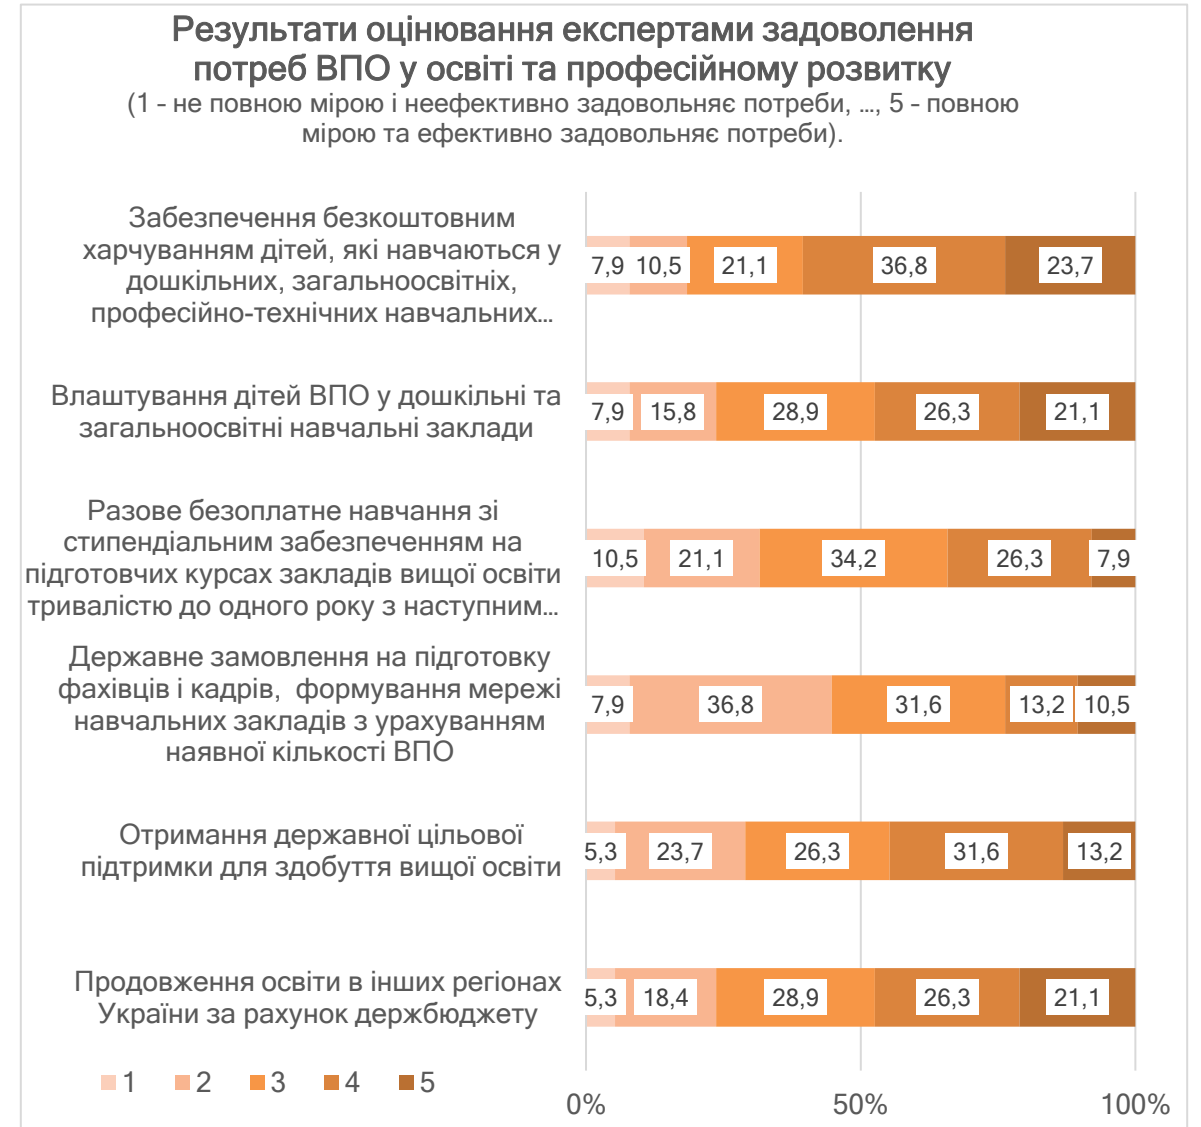 Результати оцінювання експертами задоволення
потреб ВПО у освіті та професійному розвитку
(1 - не повною мірою і неефективно задовольняє потреби, ..., 5 - повною
мірою та ефективно задовольняє потреби).
Забезпечення безкоштовним
харчуванням дітей, які навчаються у
дошкільних, загальноосвітніх,
професійно-технічних навчальних...
7,9 10,5 21,1 36,8 23,7
Влаштування дітей ВПО у дошкільні та
загальноосвітні навчальні заклади
7,9 15,8 28,9 26,3 21,1
Разове безоплатне навчання зі
стипендіальним забезпеченням на
підготовчих курсах закладів вищої освіти
тривалістю до одного року з наступним...
10,5 21,1 34,2 26,3 7,9
Державне замовлення на підготовку
фахівців і кадрів, формування мережі
навчальних закладів з урахуванням
наявної кількості ВПО
7,9 36,8 31,6 13,2 10,5
Отримання державної цільової
підтримки для здобуття вищої освіти
5,3 23,7 26,3 31,6 13,2
Продовження освіти в інших регіонах
України за рахунок держбюджету
5,3 18,4 28,9 26,3 21,1
1 2 3 4 5
0% 50% 100%